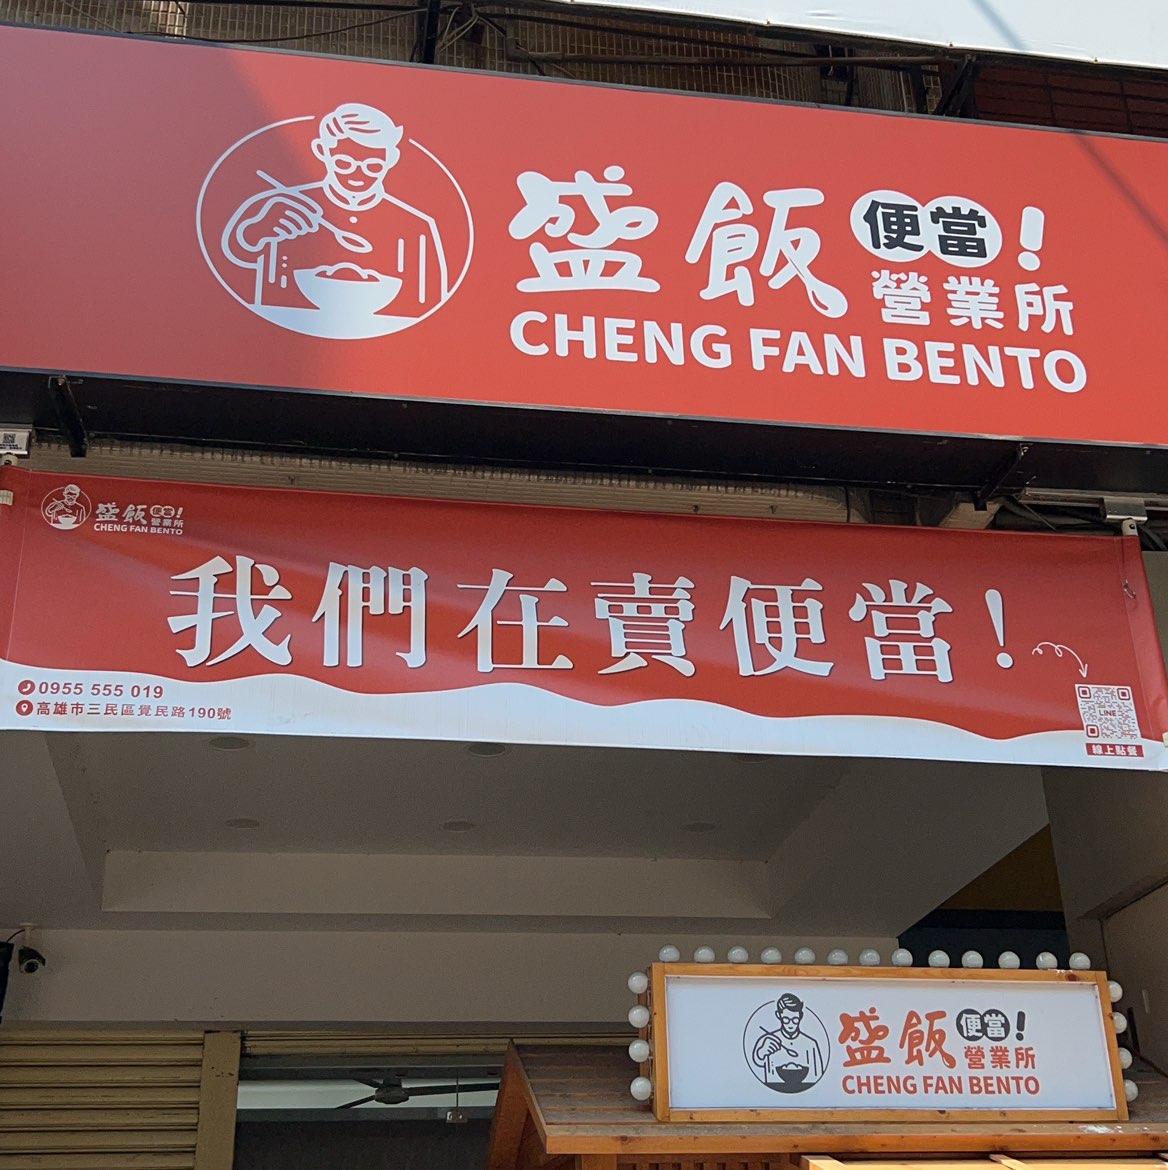 盛飯便當！
營業所
CHENG FAN BENTO
盛飯便當！
營業所
CHENG FAN BENTO
我們在賣便當！
0955 555 019
高雄市三民區覺民路190號
LINE
線上點餐
盛飯便當！
營業所
CHENG FAN BENTO